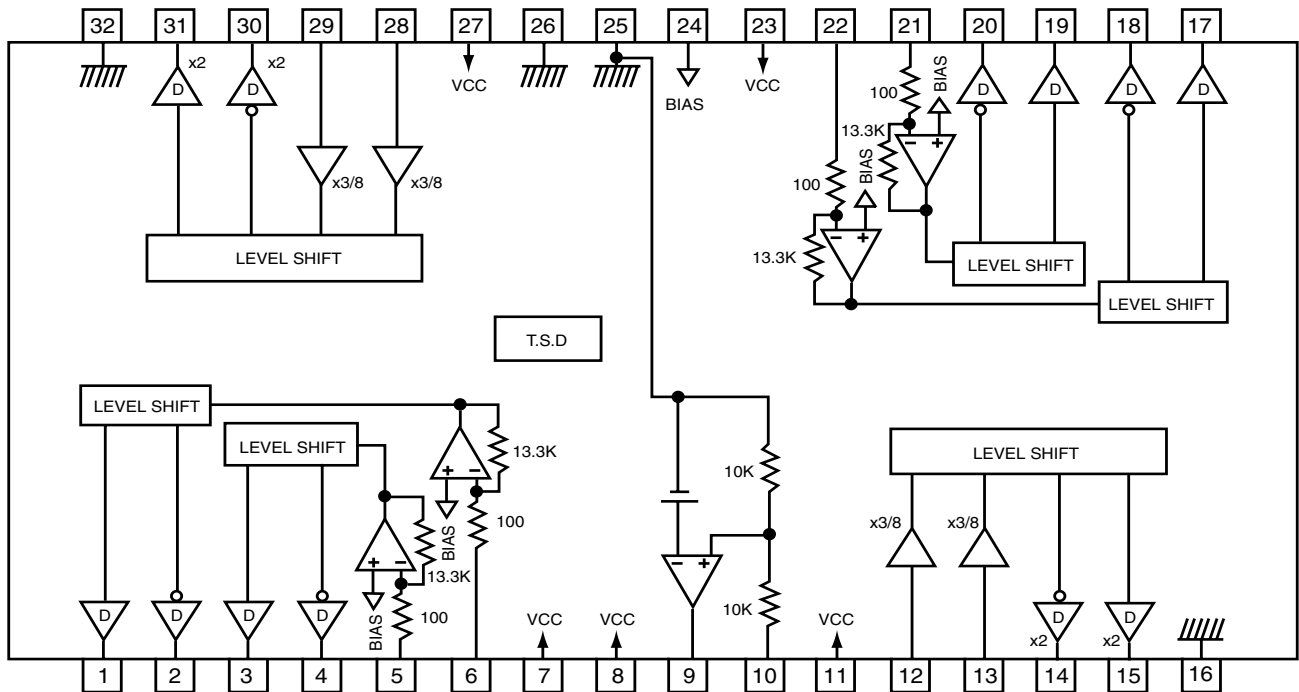 32 31 30 29 28 27 26 25 24 23 22 21 20 19 18 17
x2 x2 VCC BIAS VCC
D D D D D D
100 BIAS
13.3K
x3/8 x3/8
BIAS
100
LEVEL SHIFT
13.3K
LEVEL SHIFT
LEVEL SHIFT
T.S.D
LEVEL SHIFT
LEVEL SHIFT
13.3K
LEVEL SHIFT
10K
100
BIAS
x3/8 x3/8
13.3K
D D D D
BIAS
100
10K
D D
x2 x2
VCC VCC VCC
1 2 3 4 5 6 7 8 9 10 11 12 13 14 15 16
− +
− +
+ −
+ −
− +